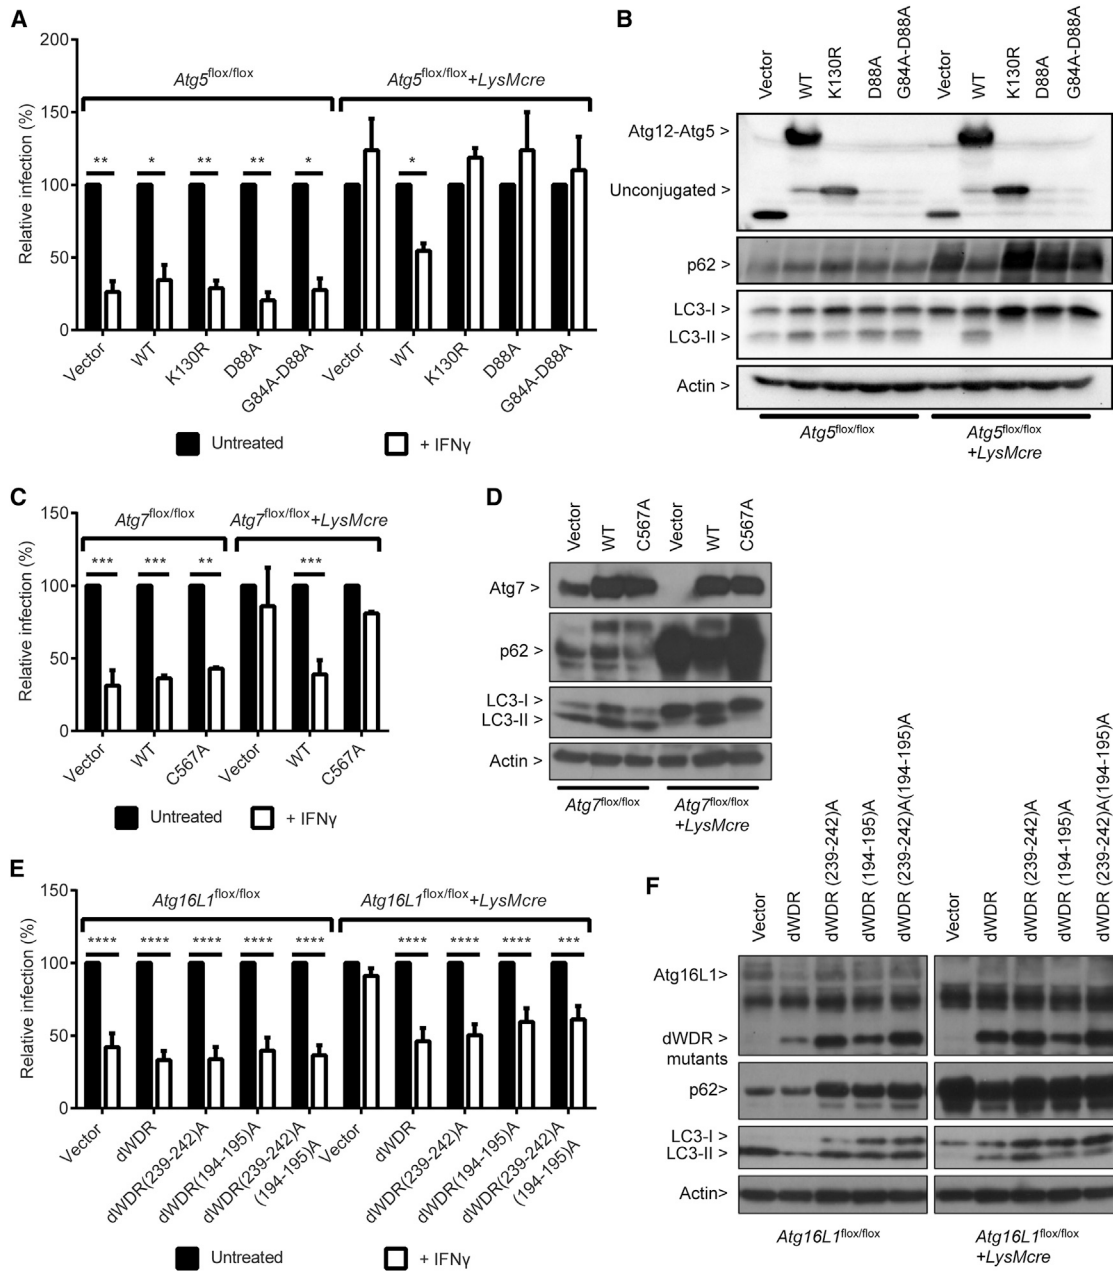 A
200
150
100
50
0
Relative infection (%)
Atg5flox/flox
Atg5flox/flox+LysMcre
** * ** ** * *
Vector WT K130R D88A G84A-D88A Vector WT K130R D88A G84A-D88A
Untreated + IFNγ
B
Vector WT K130R D88A G84A-D88A Vector WT K130R D88A G84A-D88A
Atg12-Atg5 >
Unconjugated >
p62 >
LC3-I >
LC3-II >
Actin >
Atg5flox/flox Atg5flox/flox
+LysMcre
C
150
100
50
0
Relative infection (%)
Atg7flox/flox Atg7flox/flox+LysMcre
*** *** ** ***
Vector WT C567A Vector WT C567A
Untreated + IFNγ
D
Vector WT C567A Vector WT C567A
Atg7 >
p62 >
LC3-I >
LC3-II >
Actin >
Atg7flox/flox Atg7flox/flox
+LysMcre
E
150
100
50
0
Relative infection (%)
Atg16L1flox/flox Atg16L1flox/flox+LysMcre
**** **** **** **** **** **** **** **** ***
Vector dWDR dWDR(239-242)A dWDR(194-195)A dWDR(239-242)A
(194-195)A
Vector dWDR dWDR(239-242)A dWDR(194-195)A dWDR(239-242)A
(194-195)A
Untreated + IFNγ
F
Vector dWDR dWDR (239-242)A dWDR (194-195)A dWDR (239-242)A(194-195)A
Vector dWDR dWDR (239-242)A dWDR (194-195)A dWDR (239-242)A(194-195)A
Atg16L1>
dWDR >
mutants
p62>
LC3-I >
LC3-II >
Actin>
Atg16L1flox/flox Atg16L1flox/flox
+LysMcre